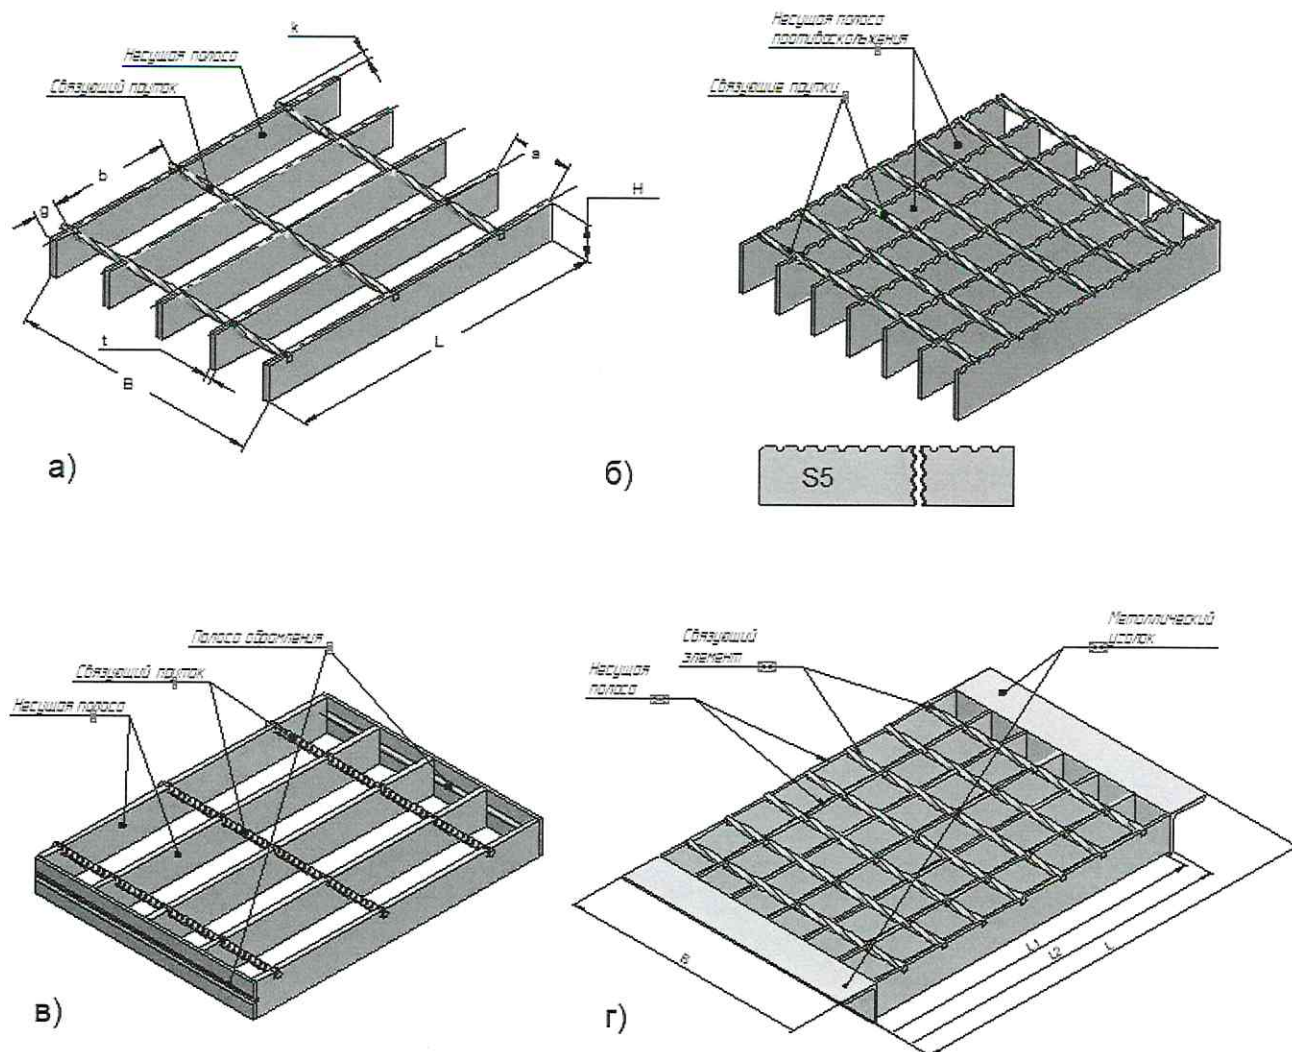 k
Несущая полоса
Связующий пруток
b
g
a
H
t
B
L
а)
Несущая полоса
противоскольжения
Связующие прутки
S5
б)
Полоса обрамления
Связующий пруток
Несущая полоса
в)
Металлический
уголок
Связующий
элемент
Несущая
полоса
B
L1
L2
L
г)